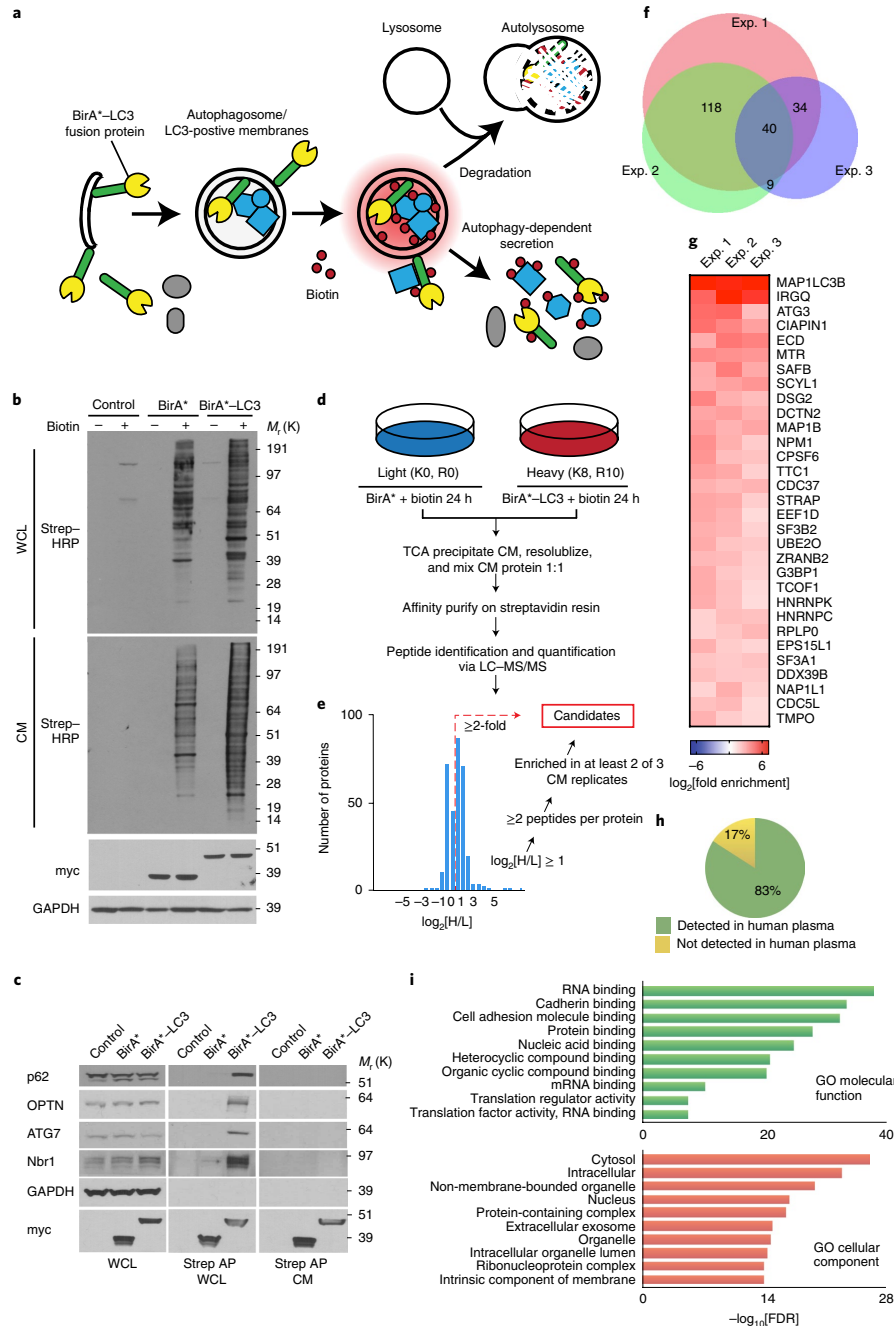 a
Lysosome
Autolysosome
BirA*–LC3
fusion protein
Autophagosome/
LC3-postive membranes
Degradation
Autophagy-dependent
secretion
Biotin
b
Control
BirA*
BirA*–LC3
Biotin
– + – + – +
Mr (K)
WCL
Strep–
HRP
191
97
64
51
39
28
19
14
CM
Strep–
HRP
191
97
64
51
39
28
19
14
myc
51
39
GAPDH
39
c
Control
BirA*
BirA*–LC3
Control
BirA*
BirA*–LC3
Control
BirA*
BirA*–LC3
Mr (K)
p62
51
OPTN
64
ATG7
64
Nbr1
97
GAPDH
39
myc
51
39
WCL
Strep AP
WCL
Strep AP
CM
d
Light (K0, R0)
Heavy (K8, R10)
BirA* + biotin 24 h
BirA*–LC3 + biotin 24 h
TCA precipitate CM, resolublize,
and mix CM protein 1:1
Affinity purify on streptavidin resin
Peptide identification and quantification
via LC–MS/MS
e
Number of proteins
100
50
0
–5 –3 –1 0 1 3 5
log2[H/L]
≥2-fold
Candidates
Enriched in at least 2 of 3
CM replicates
≥2 peptides per protein
log2[H/L] ≥ 1
f
Exp. 1
118
34
40
Exp. 2
9
Exp. 3
g
Exp. 1
Exp. 2
Exp. 3
MAP1LC3B
IRGQ
ATG3
CIAPIN1
ECD
MTR
SAFB
SCYL1
DSG2
DCTN2
MAP1B
NPM1
CPSF6
TTC1
CDC37
STRAP
EEF1D
SF3B2
UBE2O
ZRANB2
G3BP1
TCOF1
HNRNPK
HNRNPC
RPLP0
EPS15L1
SF3A1
DDX39B
NAP1L1
CDC5L
TMPO
–6 6
log2[fold enrichment]
h
17%
83%
Detected in human plasma
Not detected in human plasma
i
RNA binding
Cadherin binding
Cell adhesion molecule binding
Protein binding
Nucleic acid binding
Heterocyclic compound binding
Organic cyclic compound binding
mRNA binding
Translation regulator activity
Translation factor activity, RNA binding
GO molecular
function
0 20 40
Cytosol
Intracellular
Non-membrane-bounded organelle
Nucleus
Protein-containing complex
Extracellular exosome
Organelle
Intracellular organelle lumen
Ribonucleoprotein complex
Intrinsic component of membrane
GO cellular
component
0 14 28
–log10[FDR]